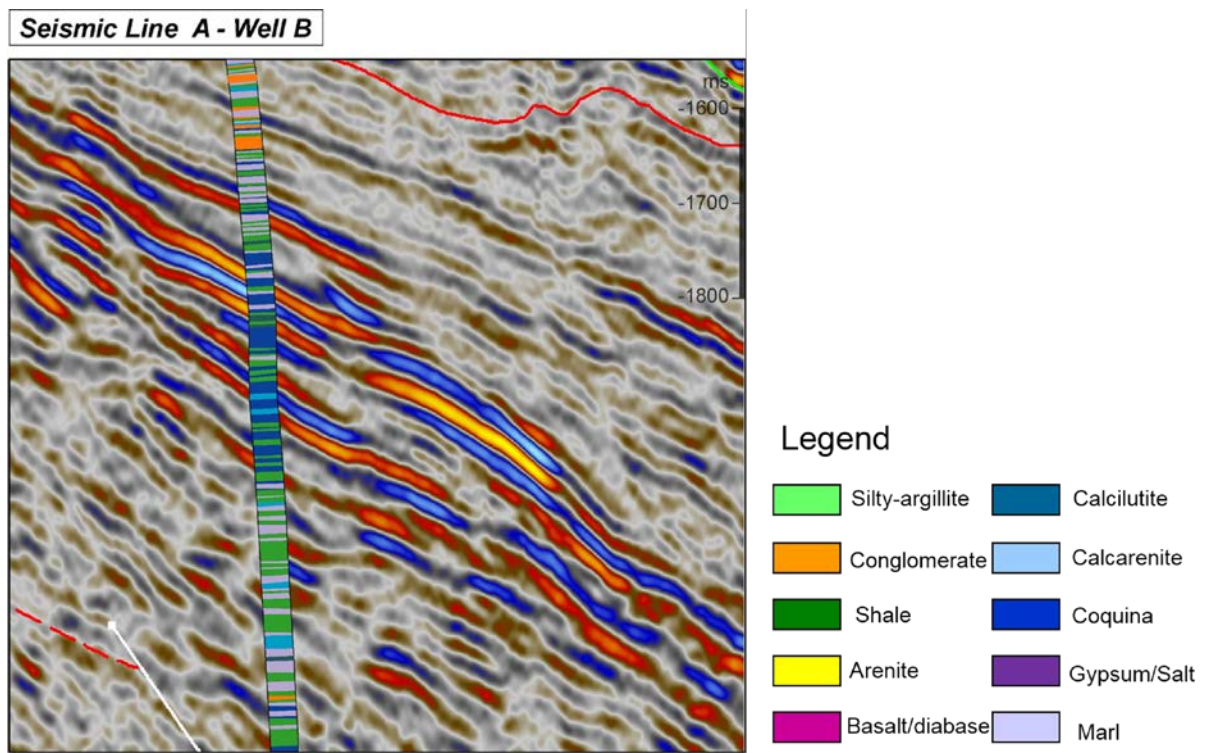 Seismic Line A - Well B
ms
-1600
-1700
-1800
Legend
Silty-argillite
Calcilutite
Conglomerate
Calcarenite
Shale
Coquina
Arenite
Gypsum/Salt
Basalt/diabase
Marl